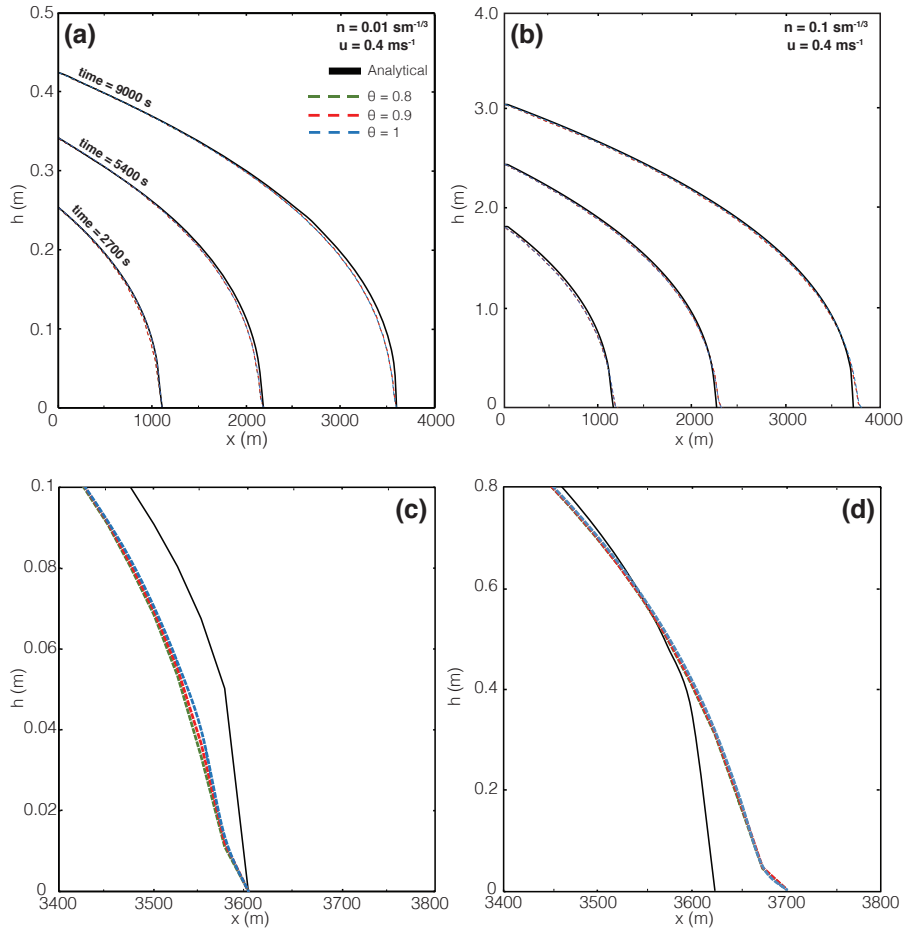 (a)
n = 0.01 sm-1/3
u = 0.4 ms-1
Analytical
θ = 0.8
θ = 0.9
θ = 1
time = 9000 s
time = 5400 s
time = 2700 s
h (m)
0.5
0.4
0.3
0.2
0.1
0
0 1000 2000 3000 4000
x (m)
(b)
n = 0.1 sm-1/3
u = 0.4 ms-1
h (m)
4.0
3.0
2.0
1.0
0
0 1000 2000 3000 4000
x (m)
(c)
h (m)
0.1
0.08
0.06
0.04
0.02
0
3400 3500 3600 3700 3800
x (m)
(d)
h (m)
0.8
0.6
0.4
0.2
0
3400 3500 3600 3700 3800
x (m)